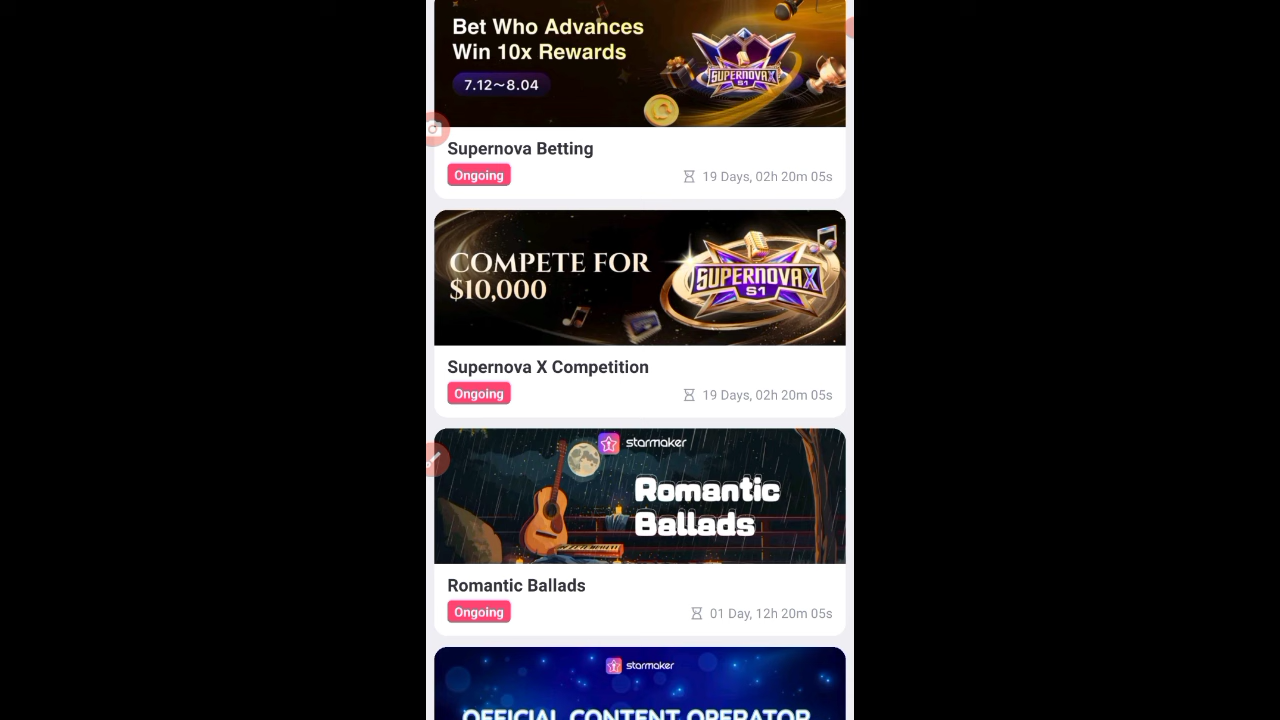 Bet Who Advances
Win 10x Rewards
7.12～8.04
SUPERNOVA X
S1
Supernova Betting
Ongoing
19 Days, 02h 20m 05s
COMPETE FOR
$10,000
SUPERNOVA X
S1
Supernova X Competition
Ongoing
19 Days, 02h 20m 05s
starmaker
Romantic
Ballads
Romantic Ballads
Ongoing
01 Day, 12h 20m 05s
starmaker
OFFICIAL CONTENT OPERATOR